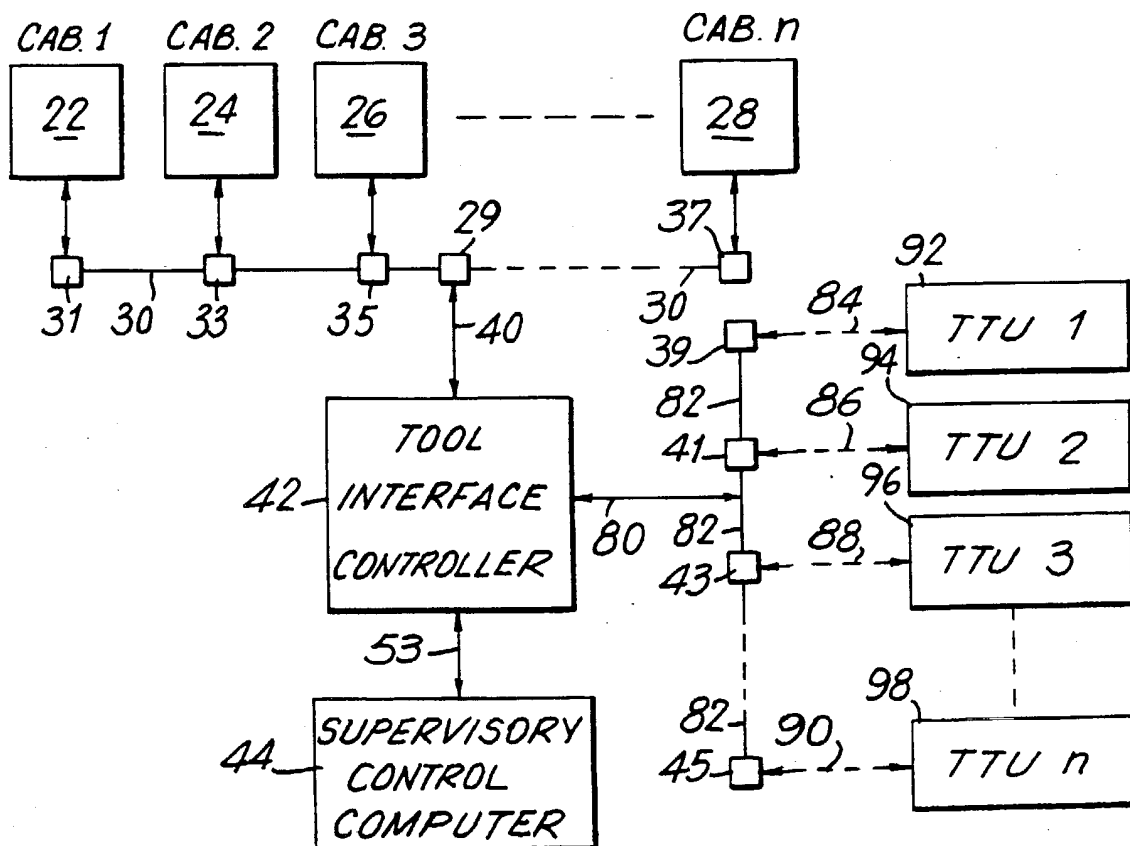 CAB. 1 CAB. 2 CAB. 3 CAB. n
22 24 26 28
29 37
31 30 33 35 30
40
92
84 TTU 1
39
94
82 86 TTU 2
41
96
42 TOOL INTERFACE CONTROLLER
80
82 88 TTU 3
43
53
98
82 90 TTU n
45
44 SUPERVISORY CONTROL COMPUTER